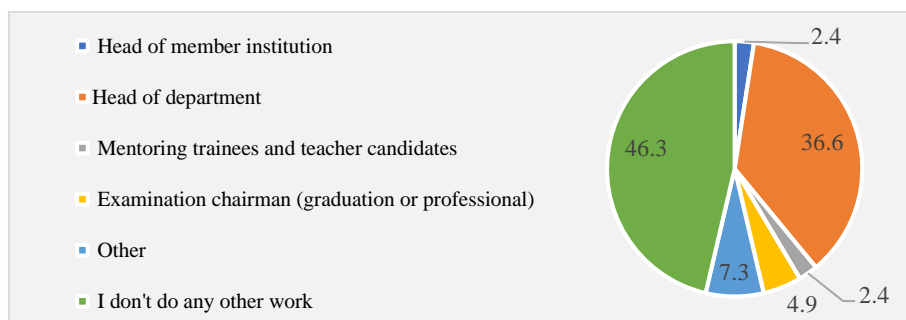 Head of member institution
Head of department
Mentoring trainees and teacher candidates
Examination chairman (graduation or professional)
Other
I don't do any other work
2.4
36.6
46.3
7.3
4.9
2.4